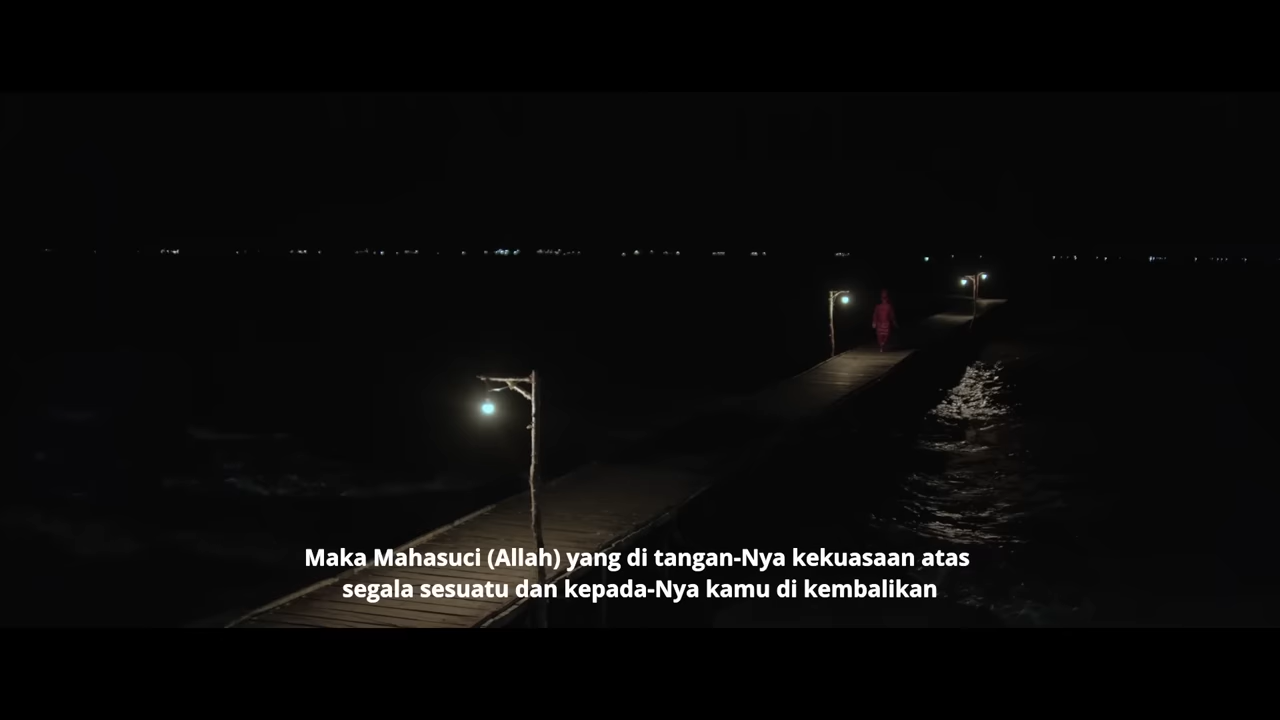 Maka Mahasuci (Allah) yang di tangan-Nya kekuasaan atas
segala sesuatu dan kepada-Nya kamu di kembalikan